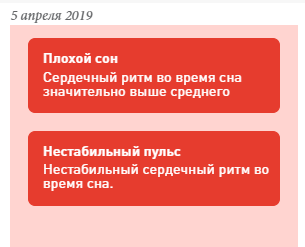 5 апреля 2019
Плохой сон
Сердечный ритм во время сна
значительно выше среднего
Нестабильный пульс
Нестабильный сердечный ритм во
время сна.